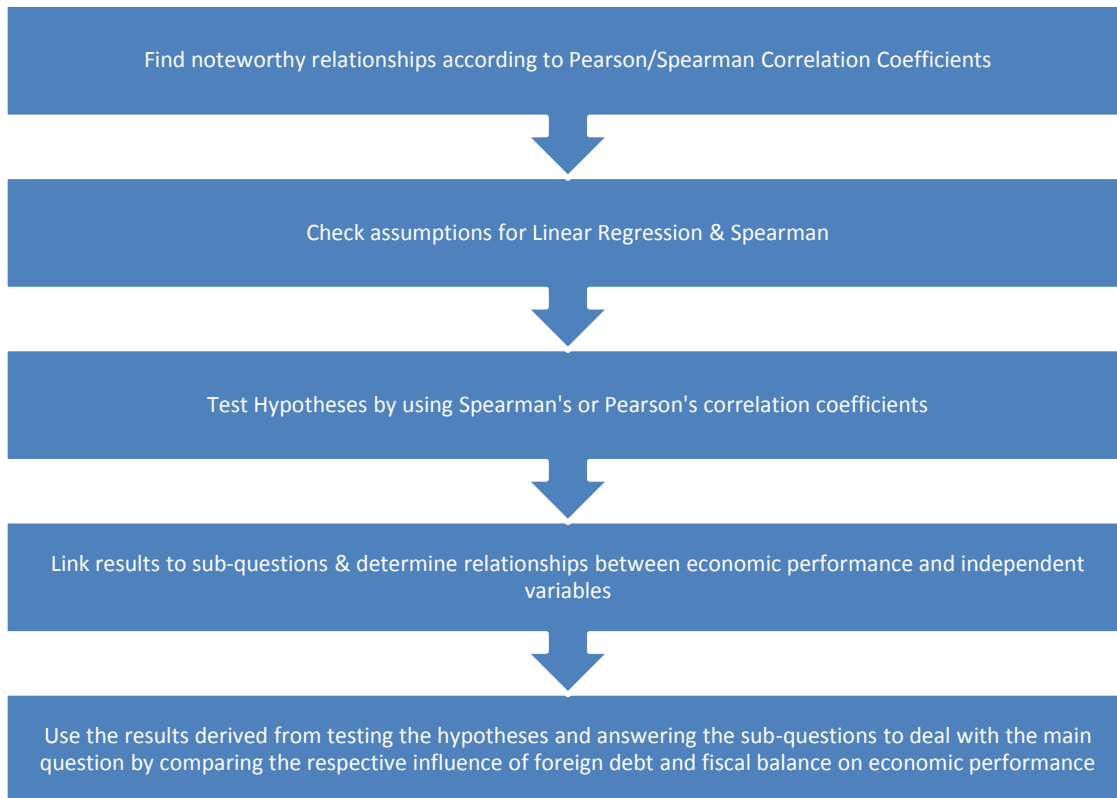 Find noteworthy relationships according to Pearson/Spearman Correlation Coefficients
Check assumptions for Linear Regression & Spearman
Test Hypotheses by using Spearman's or Pearson's correlation coefficients
Link results to sub-questions & determine relationships between economic performance and independent
variables
Use the results derived from testing the hypotheses and answering the sub-questions to deal with the main
question by comparing the respective influence of foreign debt and fiscal balance on economic performance